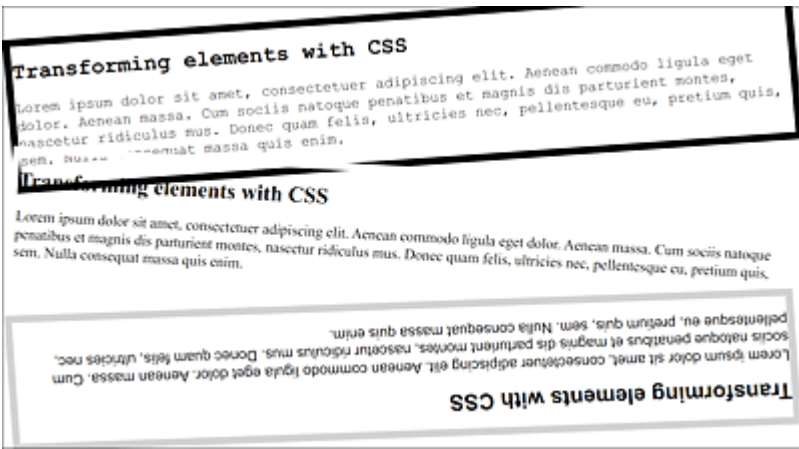 Transforming elements with CSS
Lorem ipsum dolor sit amet, consectetuer adipiscing elit. Aenean commodo ligula eget
dolor. Aenean massa. Cum sociis natoque penatibus et magnis dis parturient montes,
nascetur ridiculus mus. Donec quam felis, ultricies nec, pellentesque eu, pretium quis,
sem. massa quis enim.
Transforming elements with CSS
Lorem ipsum dolor sit amet, consectetuer adipiscing elit. Aenean commodo ligula eget dolor. Aenean massa. Cum sociis natoque
penatibus et magnis dis parturient montes, nascetur ridiculus mus. Donec quam felis, ultricies nec, pellentesque eu, pretium quis,
sem. Nulla consequat massa quis enim.
Transforming elements with CSS
Lorem ipsum dolor sit amet, consectetuer adipiscing elit. Aenean commodo ligula eget dolor. Aenean massa. Cum
sociis natoque penatibus et magnis dis parturient montes, nascetur ridiculus mus. Donec quam felis, ultricies nec,
pellentesque eu, pretium quis, sem. Nulla consequat massa quis enim.